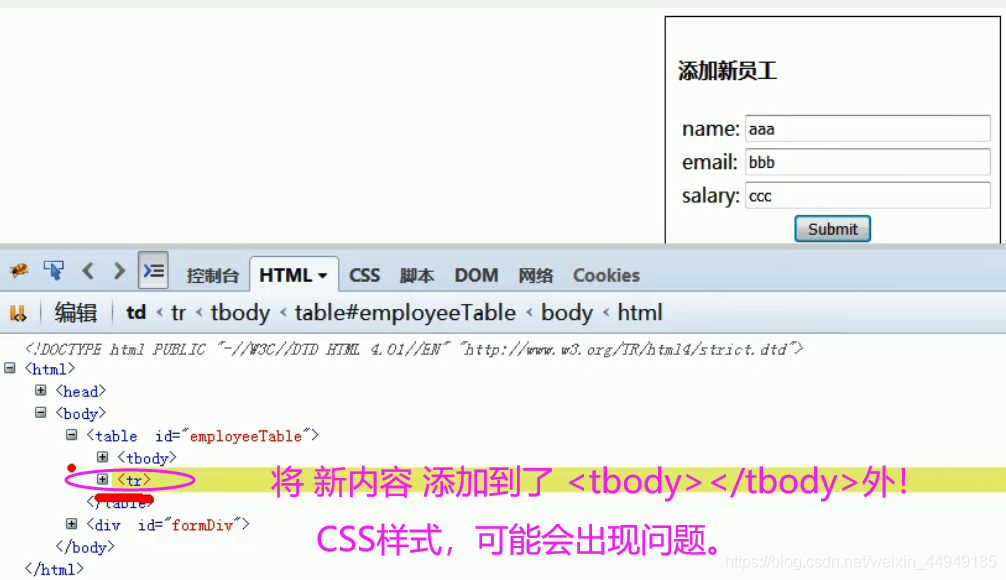 添加新员工
name: aaa
email: bbb
salary: ccc
Submit
控制台 HTML CSS 脚本 DOM 网络 Cookies
编辑 td < tr < tbody < table#employeeTable < body < html
<!DOCTYPE html PUBLIC "-//W3C//DTD HTML 4.01//EN" "http://www.w3.org/TR/html4/strict.dtd">
<html>
<head>
<body>
<table id="employeeTable">
<tbody>
<tr> 将 新内容 添加到了 <tbody></tbody>外！
</table>
<div id="formDiv">
CSS样式，可能会出现问题。
</body>
https://blog.csdn.net/weixin_44949135
</html>